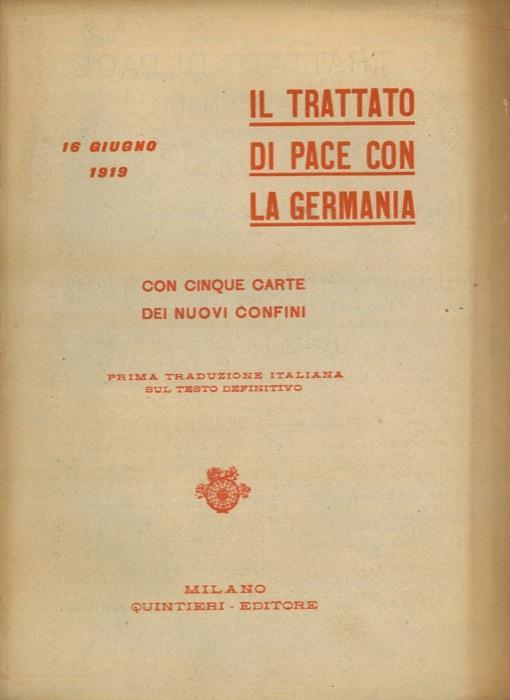 IL TRATTATO
DI PACE CON
LA GERMANIA
16 GIUGNO
1919
CON CINQUE CARTE
DEI NUOVI CONFINI
PRIMA TRADUZIONE ITALIANA
SUL TESTO DEFINITIVO
MILANO
QUINTIERI - EDITORE